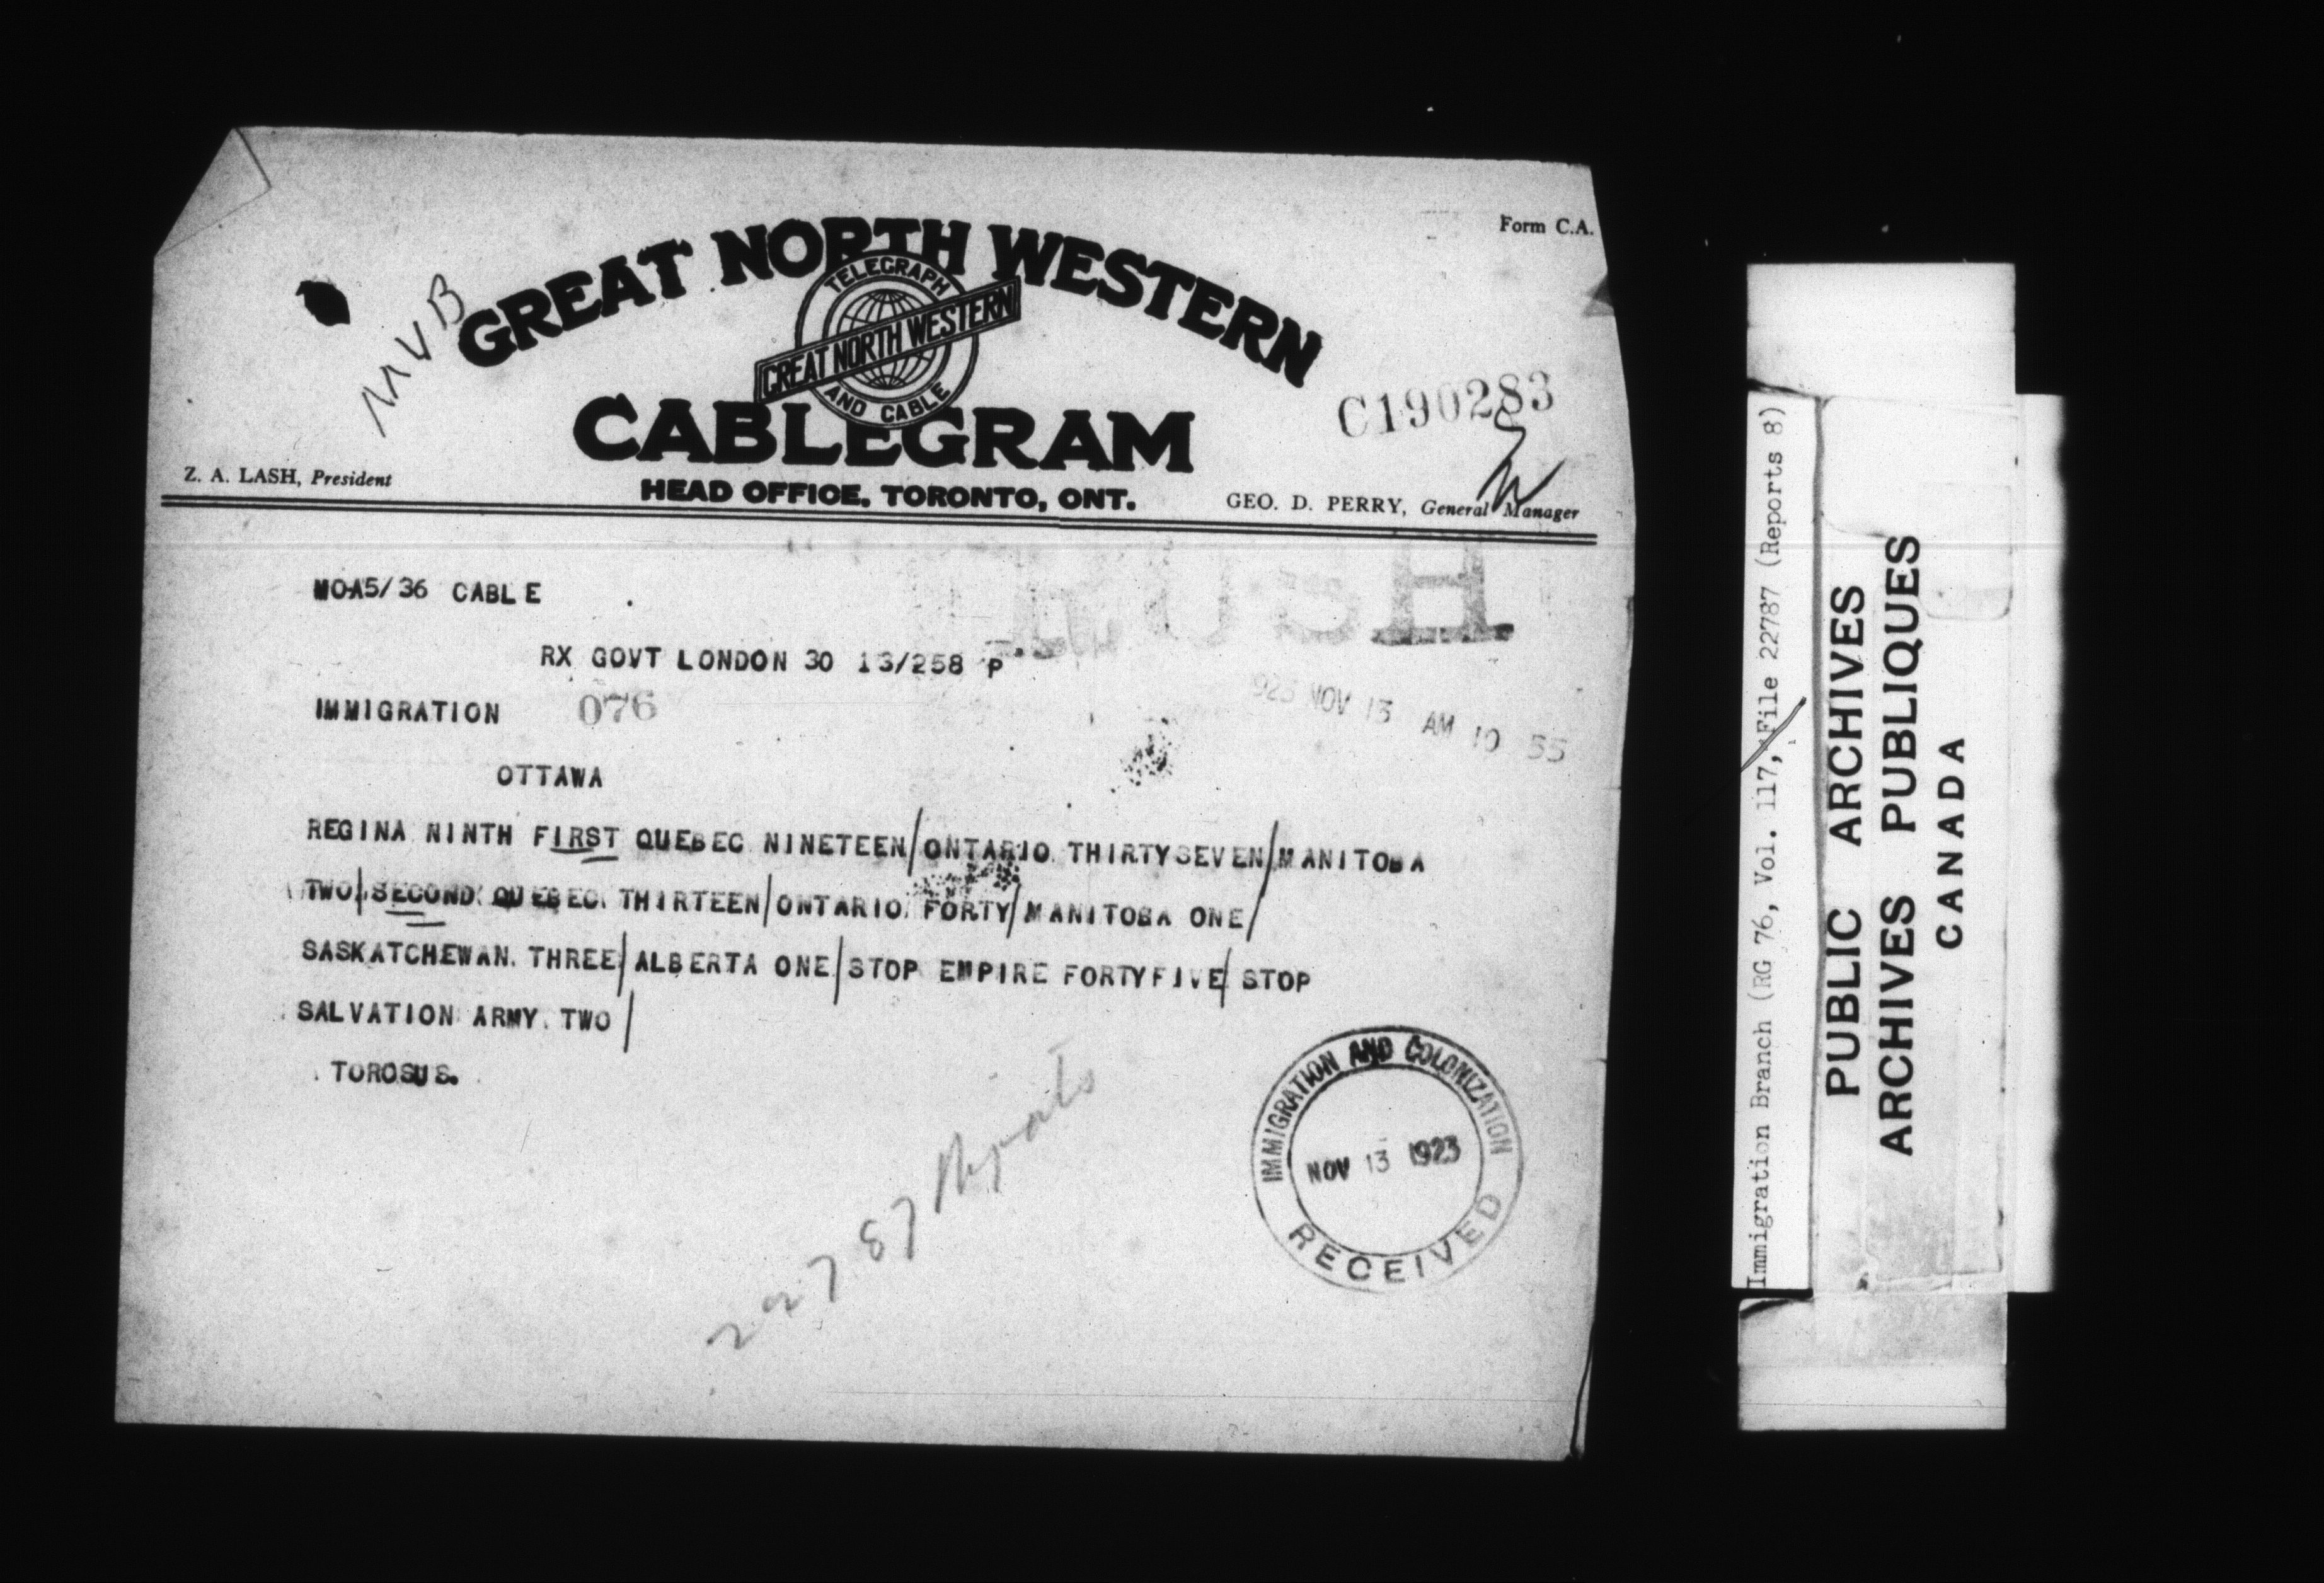 Form C.A.
GREAT NORTH WESTERN
TELEGRAPH
GREAT NORTH WESTERN
AND CABLE
CABLEGRAM
C190283
Z. A. LASH, President
HEAD OFFICE, TORONTO, ONT.
GEO. D. PERRY, General Manager
MOA5/36 CABLE
RX GOVT LONDON 30 13/258 P
IMMIGRATION 076
NOV 13 AM 10 55
OTTAWA
REGINA NINTH FIRST QUEBEC NINETEEN/ONTARIO THIRTYSEVEN/MANITOBA
TWO/SECOND QUEBEC THIRTEEN/ONTARIO FORTY/MANITOBA ONE/
SASKATCHEWAN THREE/ALBERTA ONE/STOP EMPIRE FORTYFIVE/STOP
SALVATION ARMY TWO/
TOROSUS.
22787 Reports
IMMIGRATION AND COLONIZATION
NOV 13 1923
RECEIVED
Immigration Branch (RG 76, Vol. 117, File 22787 (Reports 8)
PUBLIC ARCHIVES
ARCHIVES PUBLIQUES
CANADA